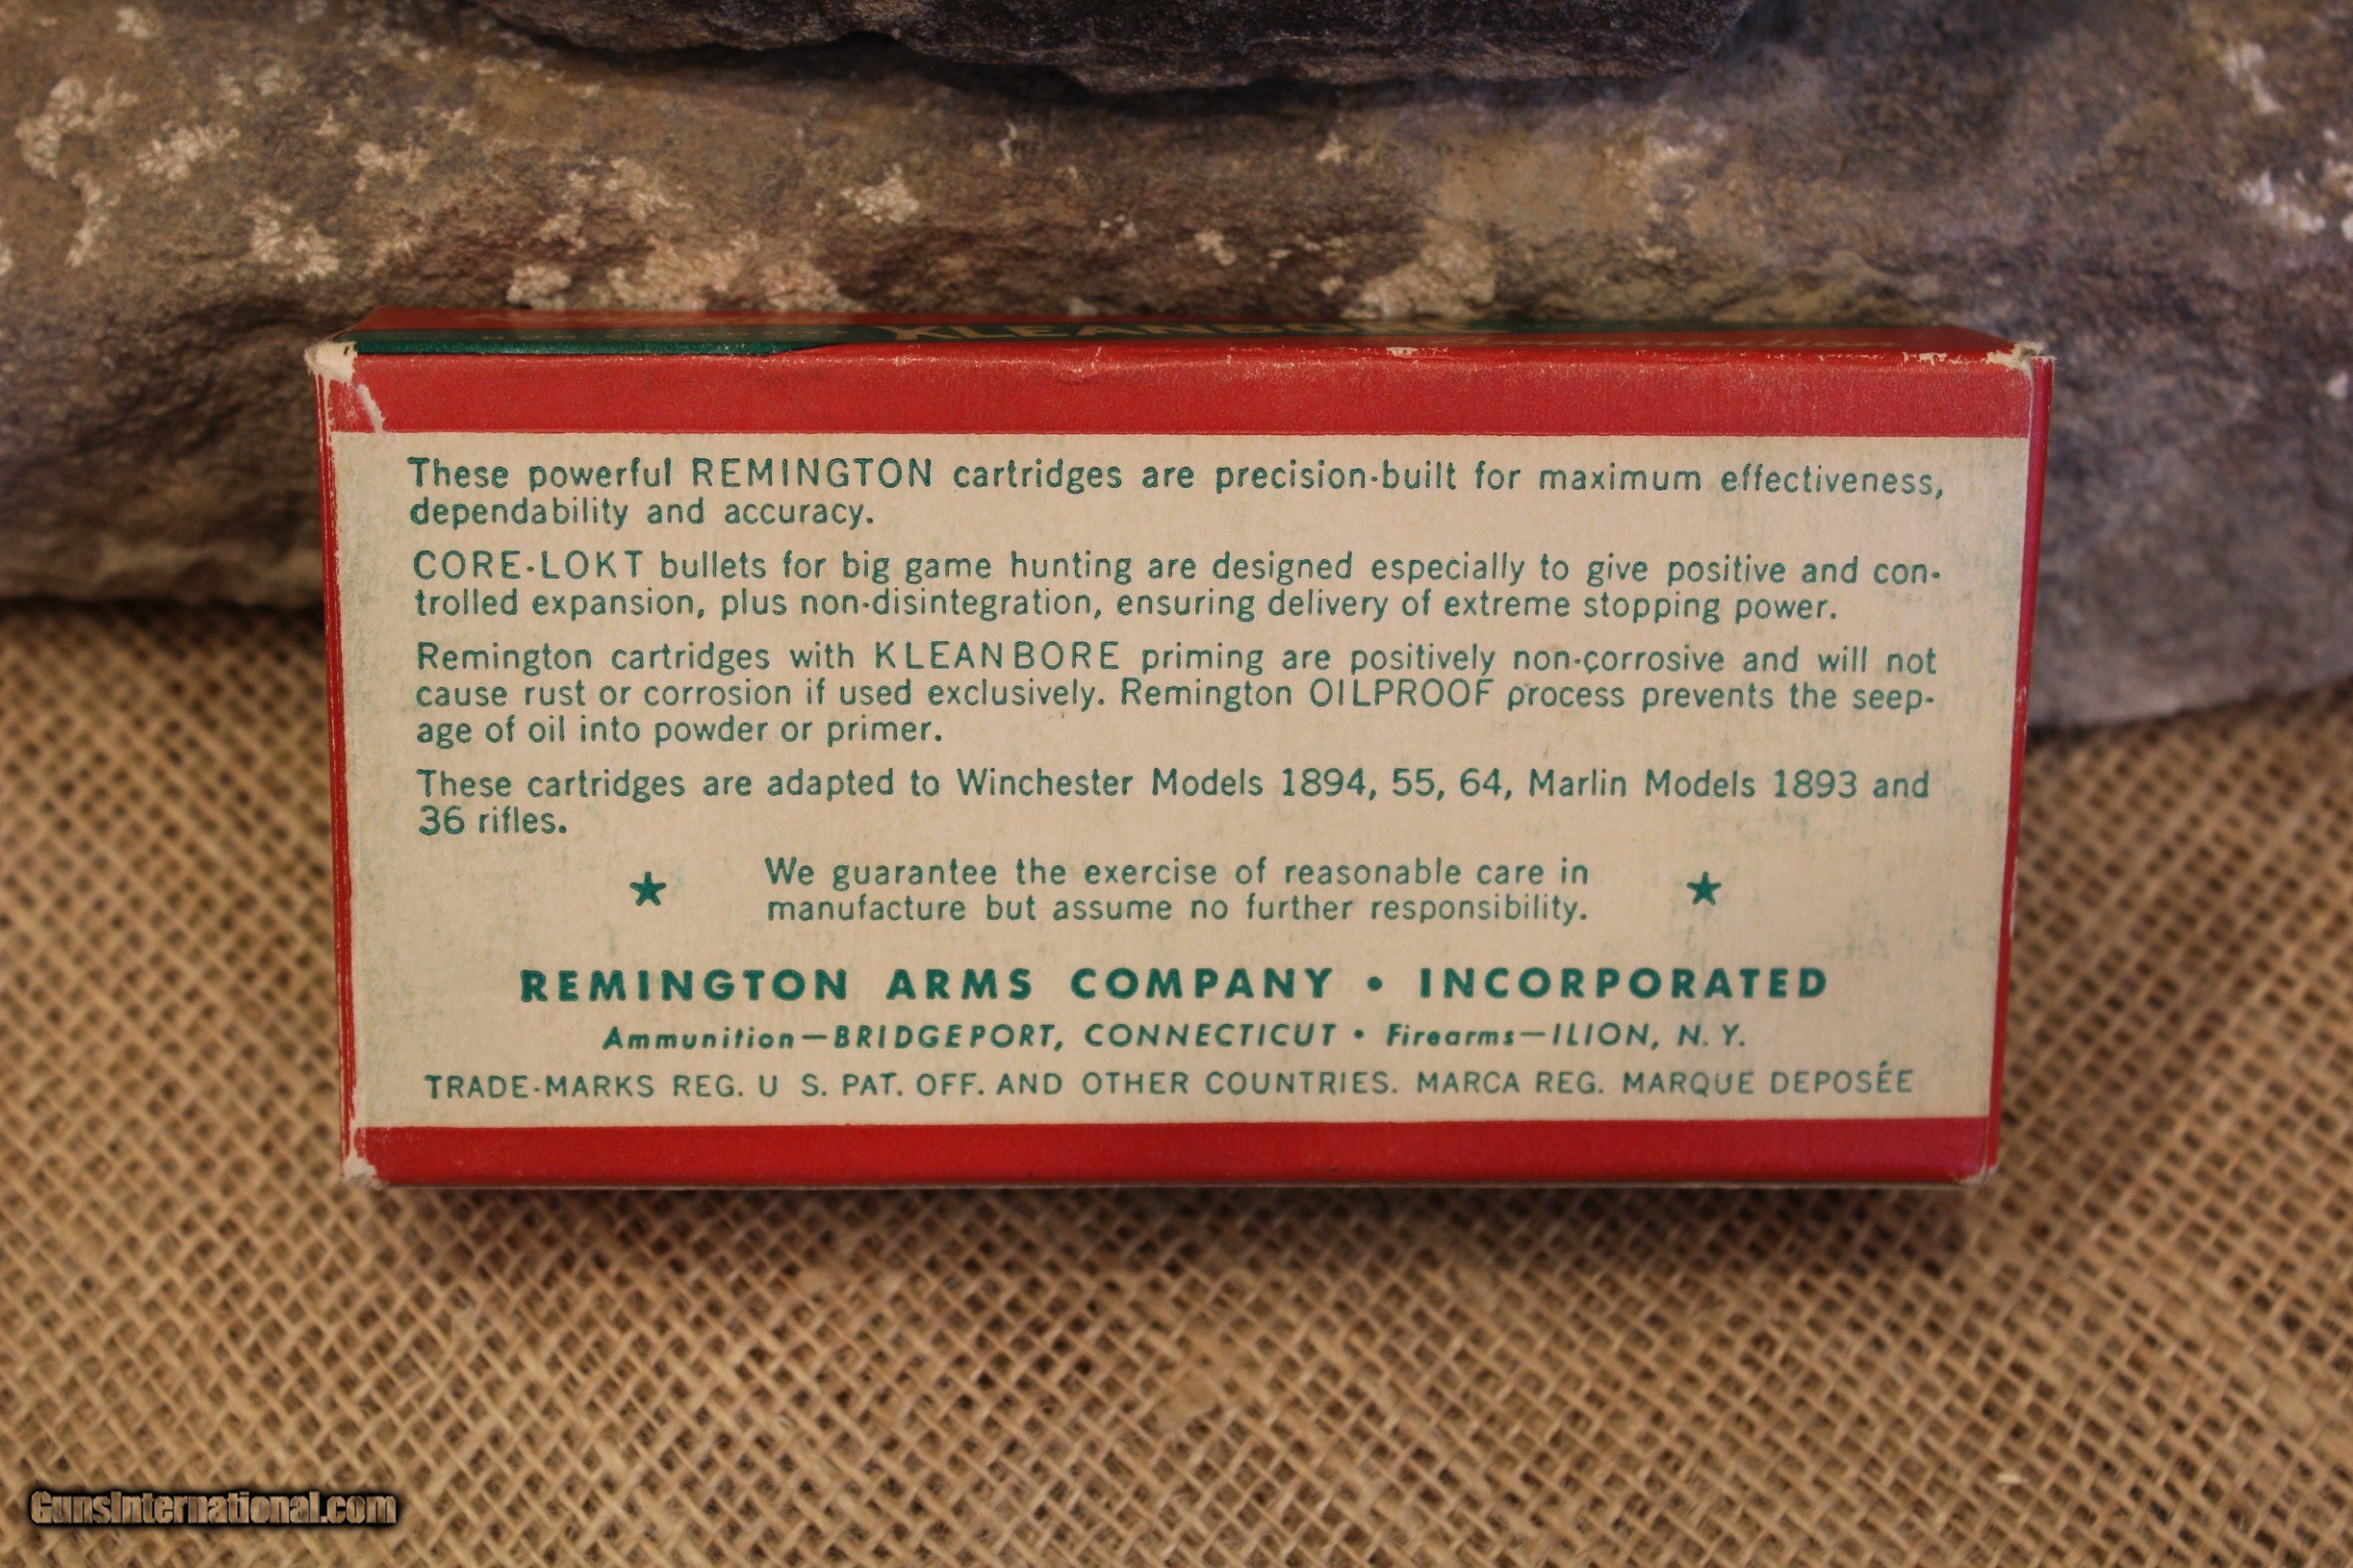 KLEANBORE
These powerful REMINGTON cartridges are precision-built for maximum effectiveness,
dependability and accuracy.
CORE-LOKT bullets for big game hunting are designed especially to give positive and con-
trolled expansion, plus non-disintegration, ensuring delivery of extreme stopping power.
Remington cartridges with KLEANBORE priming are positively non-corrosive and will not
cause rust or corrosion if used exclusively. Remington OILPROOF process prevents the seep-
age of oil into powder or primer.
These cartridges are adapted to Winchester Models 1894, 55, 64, Marlin Models 1893 and
36 rifles.
★ We guarantee the exercise of reasonable care in ★
manufacture but assume no further responsibility.
REMINGTON ARMS COMPANY • INCORPORATED
Ammunition—BRIDGEPORT, CONNECTICUT • Firearms—ILION, N. Y.
TRADE-MARKS REG. U S. PAT. OFF. AND OTHER COUNTRIES. MARCA REG. MARQUE DEPOSÉE
GunsInternational.com